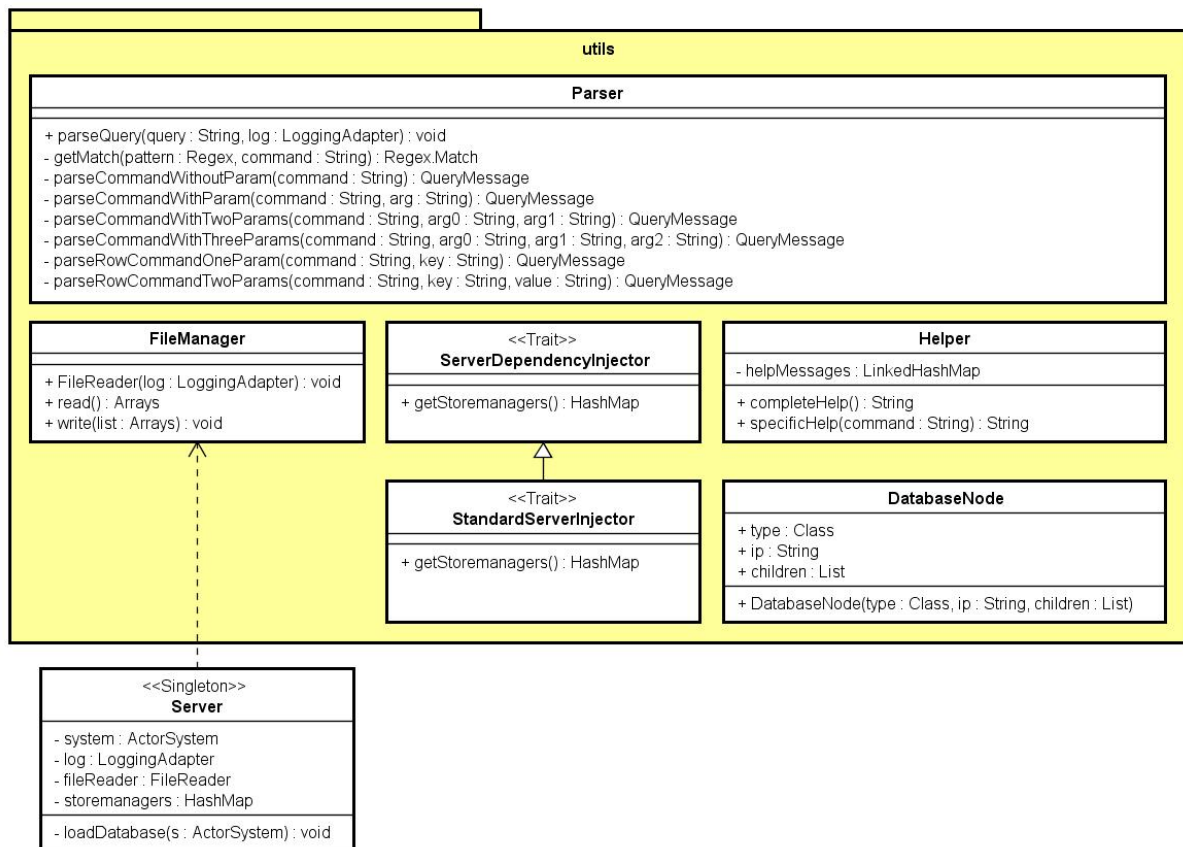 utils
Parser
+ parseQuery(query : String, log : LoggingAdapter) : void
- getMatch(pattern : Regex, command : String) : Regex.Match
- parseCommandWithoutParam(command : String) : QueryMessage
- parseCommandWithParam(command : String, arg : String) : QueryMessage
- parseCommandWithTwoParams(command : String, arg0 : String, arg1 : String) : QueryMessage
- parseCommandWithThreeParams(command : String, arg0 : String, arg1 : String, arg2 : String) : QueryMessage
- parseRowCommandOneParam(command : String, key : String) : QueryMessage
- parseRowCommandTwoParams(command : String, key : String, value : String) : QueryMessage
FileManager
+ FileReader(log : LoggingAdapter) : void
+ read() : Arrays
+ write(list : Arrays) : void
<<Trait>>
ServerDependencyInjector
+ getStoremanagers() : HashMap
Helper
- helpMessages : LinkedHashMap
+ completeHelp() : String
+ specificHelp(command : String) : String
<<Trait>>
StandardServerInjector
+ getStoremanagers() : HashMap
DatabaseNode
+ type : Class
+ ip : String
+ children : List
+ DatabaseNode(type : Class, ip : String, children : List)
<<Singleton>>
Server
- system : ActorSystem
- log : LoggingAdapter
- fileReader : FileReader
- storemanagers : HashMap
- loadDatabase(s : ActorSystem) : void